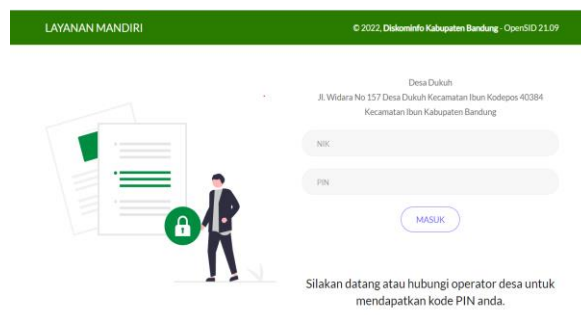 LAYANAN MANDIRI
© 2022, Diskominfo Kabupaten Bandung - OpenSID 21.09
Desa Dukuh
Jl. Widara No 157 Desa Dukuh Kecamatan Ibun Kodepos 40384
Kecamatan Ibun Kabupaten Bandung
NIK
PIN
MASUK
Silakan datang atau hubungi operator desa untuk
mendapatkan kode PIN anda.